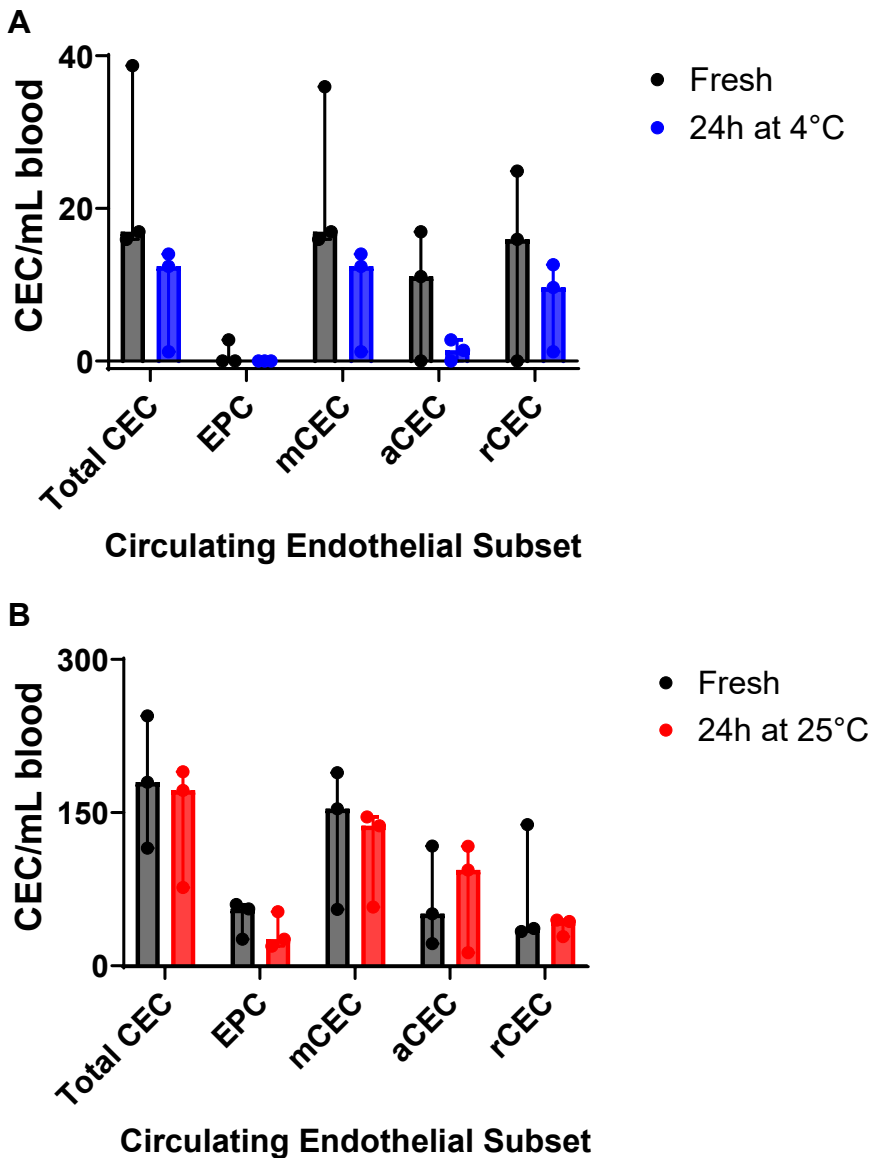 A
40
20
0
CEC/mL blood
Total CEC
EPC
mCEC
aCEC
rCEC
Circulating Endothelial Subset
Fresh
24h at 4°C
B
300
150
0
CEC/mL blood
Total CEC
EPC
mCEC
aCEC
rCEC
Circulating Endothelial Subset
Fresh
24h at 25°C